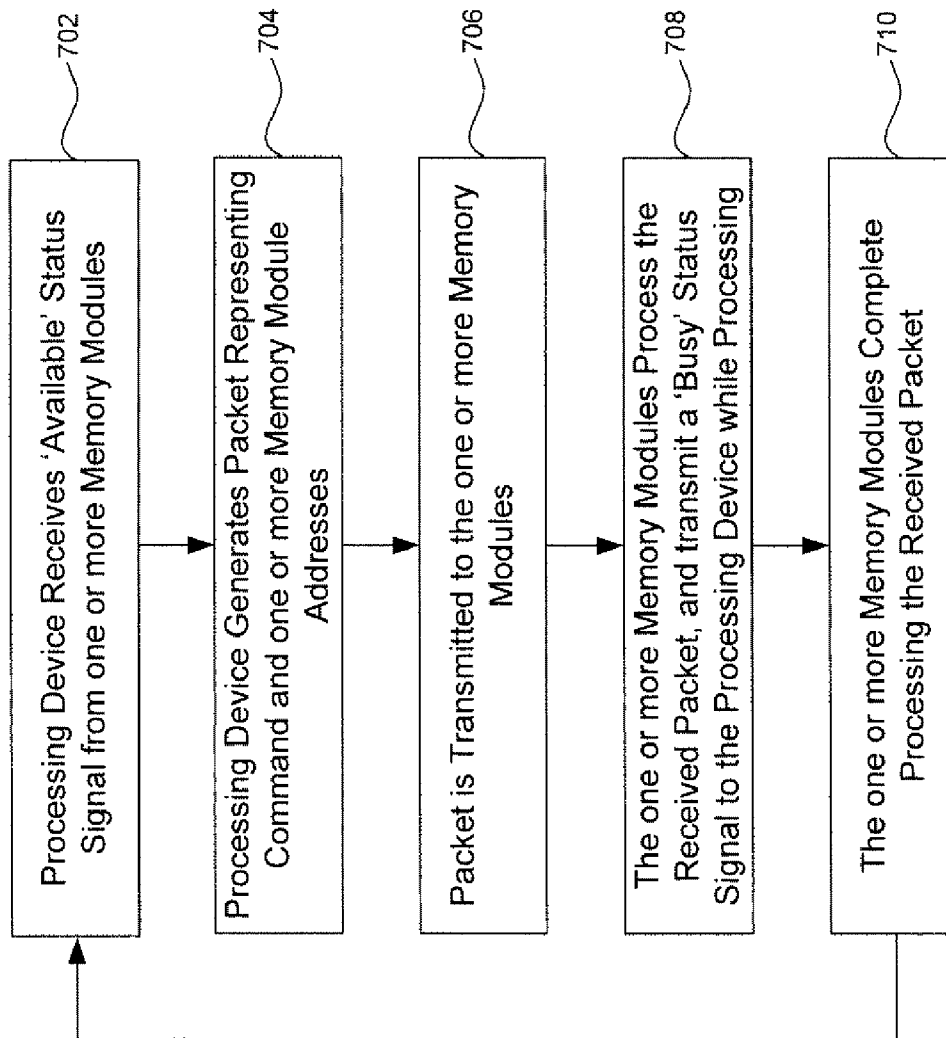 Processing Device Receives 'Available' Status
Signal from one or more Memory Modules
702
Processing Device Generates Packet Representing
Command and one or more Memory Module
Addresses
704
Packet is Transmitted to the one or more Memory
Modules
706
The one or more Memory Modules Process the
Received Packet, and transmit a 'Busy' Status
Signal to the Processing Device while Processing
708
The one or more Memory Modules Complete
Processing the Received Packet
710